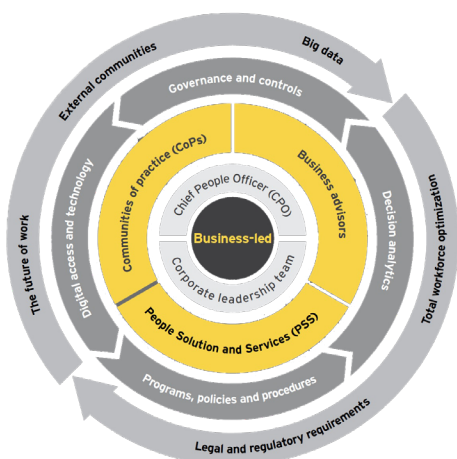 External communities
Big data
Governance and controls
Communities of practice (CoPs)
Business advisors
Chief People Officer (CPO)
Business-led
Corporate leadership team
The future of work
Digital access and technology
Decision analytics
Total workforce optimization
People Solution and Services (PSS)
Programs, policies and procedures
Legal and regulatory requirements